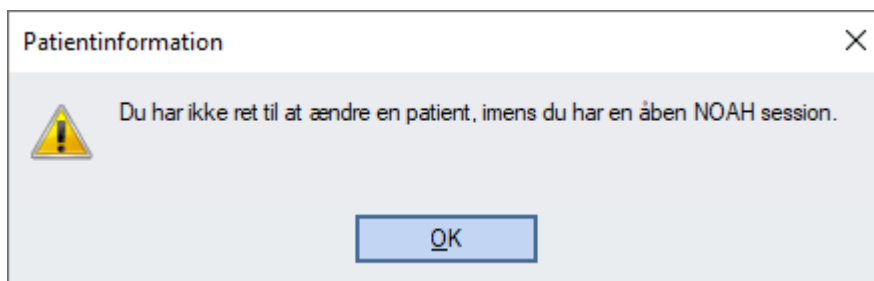 Patientinformation
Du har ikke ret til at ændre en patient, imens du har en åben NOAH session.
OK